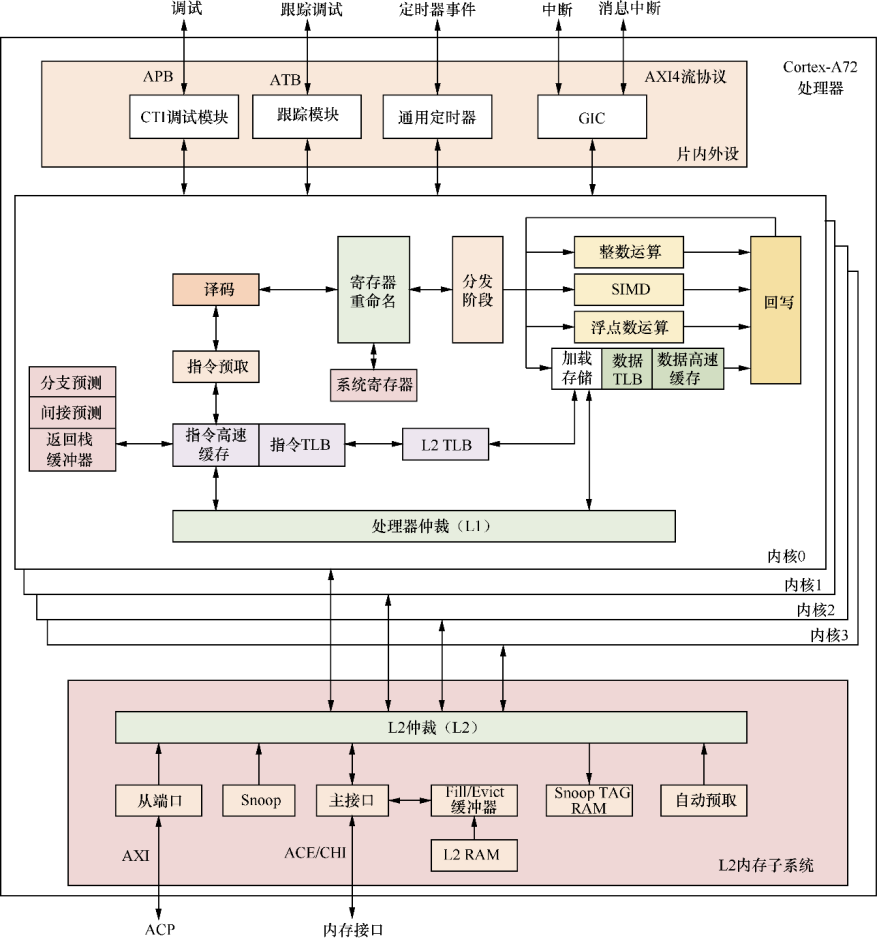 调试
跟踪调试
定时器事件
中断
消息中断
Cortex-A72
处理器
APB
ATB
AXI4流协议
CTI调试模块
跟踪模块
通用定时器
GIC
片内外设
译码
寄存器
重命名
分发
阶段
整数运算
SIMD
浮点数运算
回写
加载
存储
数据
TLB
数据高速
缓存
指令预取
系统寄存器
分支预测
间接预测
返回栈
缓冲器
指令高速
缓存
指令TLB
L2 TLB
处理器仲裁（L1）
内核0
内核1
内核2
内核3
L2仲裁（L2）
从端口
Snoop
主接口
Fill/Evict
缓冲器
Snoop TAG
RAM
自动预取
L2 RAM
AXI
ACE/CHI
L2内存子系统
ACP
内存接口